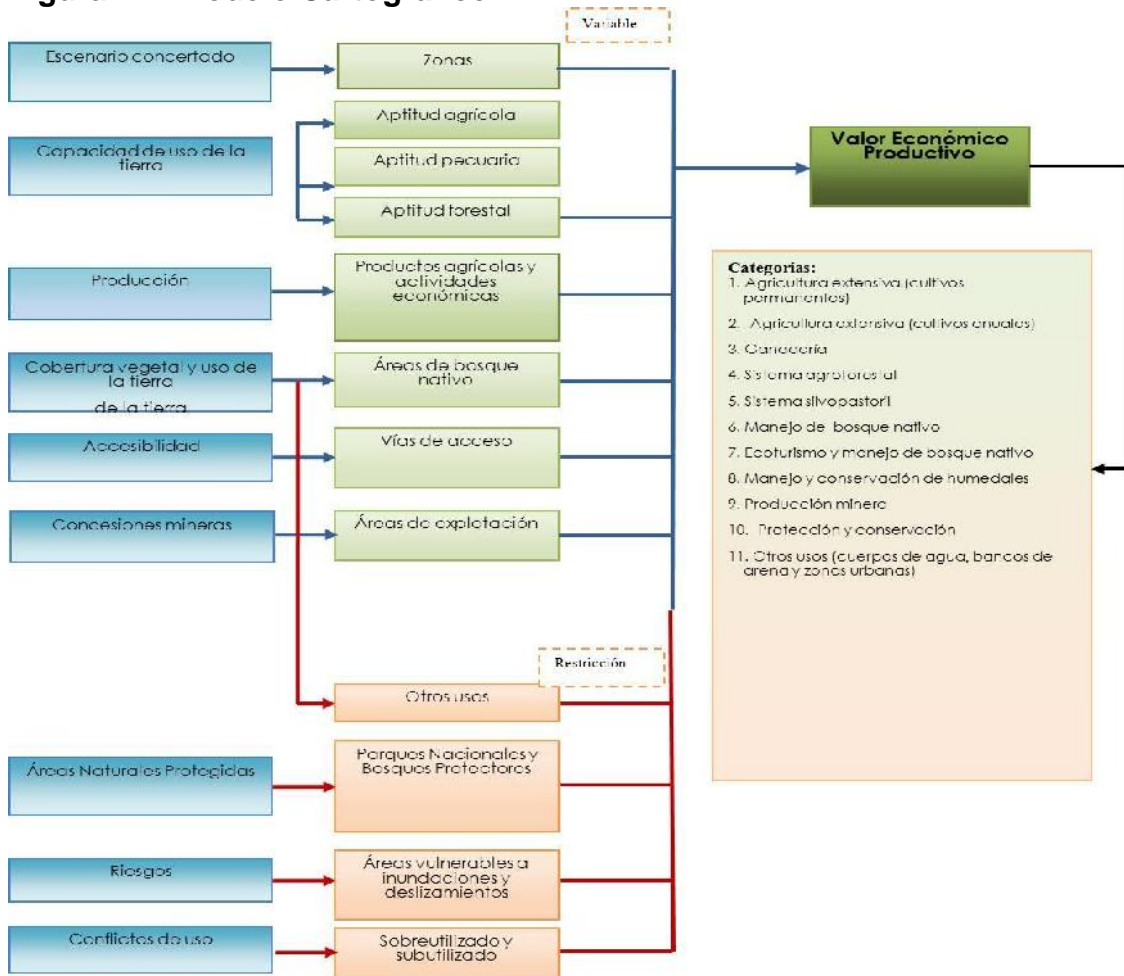 Variable
Escenario concertado
Zonas
Capacidad de uso de la
tierra
Aptitud agrícola
Aptitud pecuaria
Aptitud forestal
Valor Económico
Productivo
Producción
Productos agrícolas y
actividades
económicas
Cobertura vegetal y uso de
la tierra
de la tierra
Áreas de bosque
nativo
Accesibilidad
Vías de acceso
Concesiones mineras
Áreas de explotación
Categorías:
1. Agricultura extensiva (cultivos
permanentes)
2. Agricultura extensiva (cultivos anuales)
3. Ganadería
4. Sistema agroforestal
5. Sistema silvopastoril
6. Manejo de bosque nativo
7. Ecoturismo y manejo de bosque nativo
8. Manejo y conservación de humedales
9. Producción minera
10. Protección y conservación
11. Otros usos (cuerpos de agua, bancos de
arena y zonas urbanas)
Restricción
Otros usos
Áreas Naturales Protegidas
Parques Nacionales y
Bosques Protectores
Riesgos
Áreas vulnerables a
inundaciones y
deslizamientos
Conflictos de uso
Sobreutilizado y
subutilizado